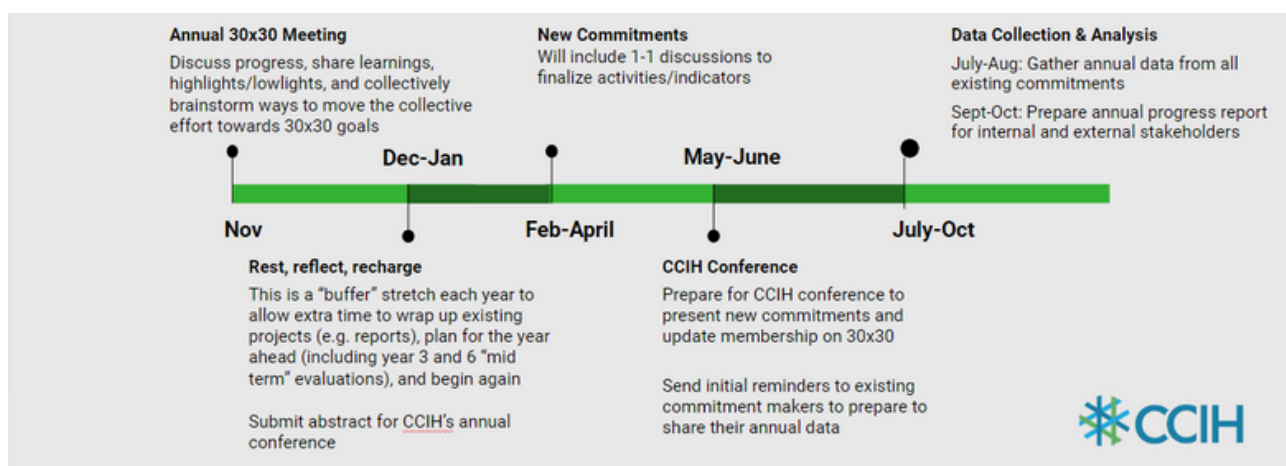 Annual 30x30 Meeting
Discuss progress, share learnings,
highlights/lowlights, and collectively
brainstorm ways to move the collective
effort towards 30x30 goals
New Commitments
Will include 1-1 discussions to
finalize activities/indicators
Data Collection & Analysis
July-Aug: Gather annual data from all
existing commitments
Sept-Oct: Prepare annual progress report
for internal and external stakeholders
Dec-Jan
May-June
Nov
Feb-April
July-Oct
Rest, reflect, recharge
This is a “buffer” stretch each year to
allow extra time to wrap up existing
projects (e.g. reports), plan for the year
ahead (including year 3 and 6 “mid
term” evaluations), and begin again
Submit abstract for CCIH's annual
conference
CCIH Conference
Prepare for CCIH conference to
present new commitments and
update membership on 30x30
Send initial reminders to existing
commitment makers to prepare to
share their annual data
CCIH